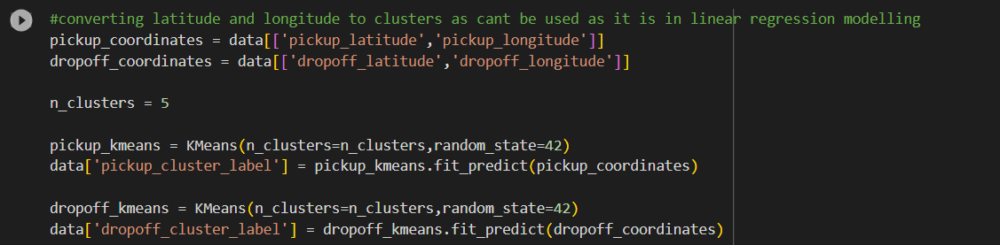 #converting latitude and longitude to clusters as cant be used as it is in linear regression modelling
pickup_coordinates = data[['pickup_latitude','pickup_longitude']]
dropoff_coordinates = data[['dropoff_latitude','dropoff_longitude']]
n_clusters = 5
pickup_kmeans = KMeans(n_clusters=n_clusters,random_state=42)
data['pickup_cluster_label'] = pickup_kmeans.fit_predict(pickup_coordinates)
dropoff_kmeans = KMeans(n_clusters=n_clusters,random_state=42)
data['dropoff_cluster_label'] = dropoff_kmeans.fit_predict(dropoff_coordinates)